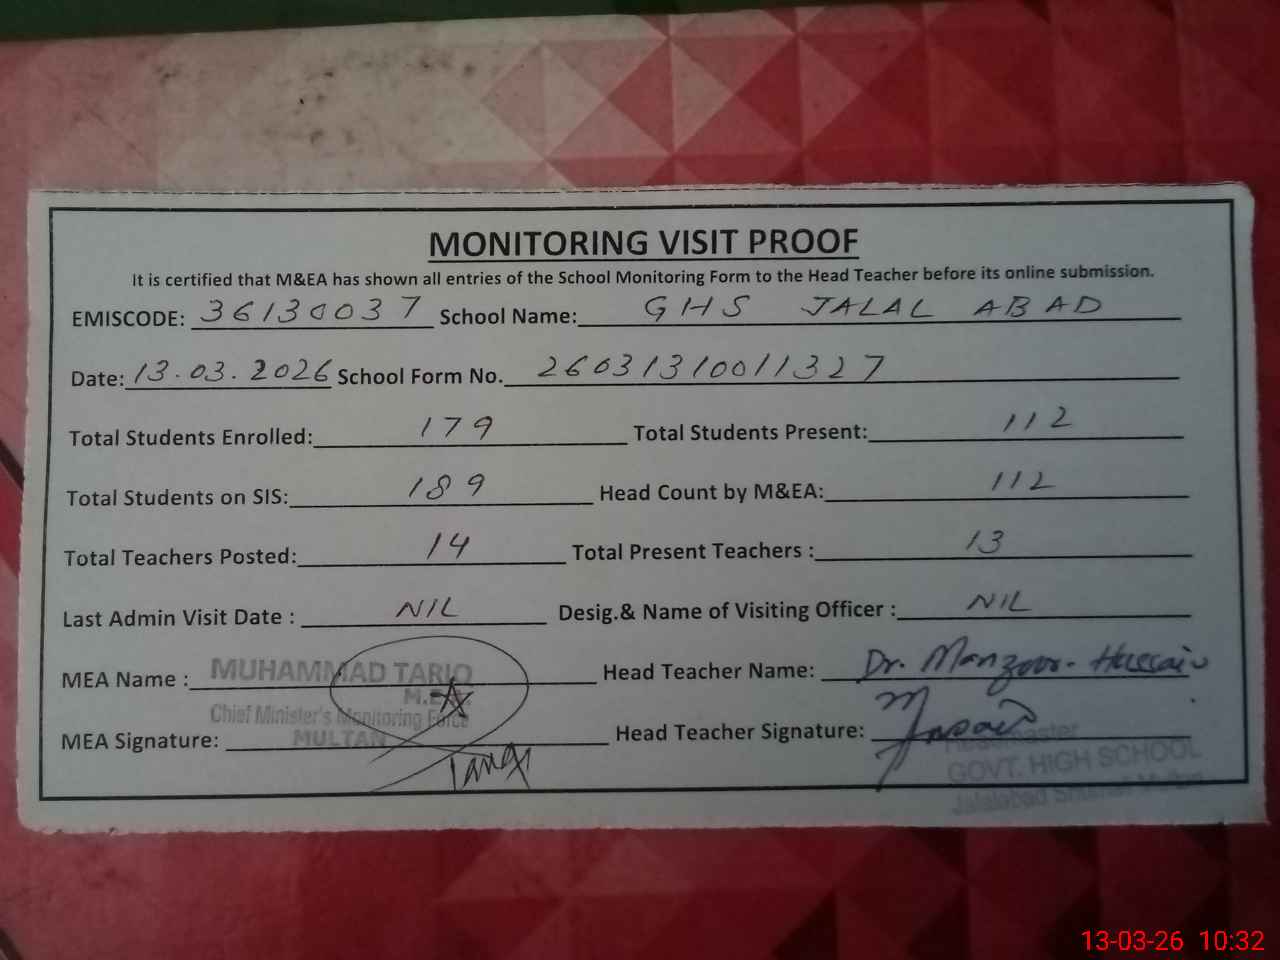 MONITORING VISIT PROOF
It is certified that M&EA has shown all entries of the School Monitoring Form to the Head Teacher before its online submission.
EMISCODE: 36130037 School Name: GHS JALAL ABAD
Date: 13.03.2026 School Form No. 26031310011327
Total Students Enrolled: 179 Total Students Present: 112
Total Students on SIS: 189 Head Count by M&EA: 112
Total Teachers Posted: 14 Total Present Teachers : 13
Last Admin Visit Date : NIL Desig.& Name of Visiting Officer : NIL
MEA Name : MUHAMMAD TARIQ Head Teacher Name: Dr. Manzoor Hussain
M.E.A.
Chief Minister's Monitoring Force
MEA Signature: MULTAN Head Teacher Signature:
Headmaster
GOVT. HIGH SCHOOL
Jalalabad Multan
13-03-26 10:32